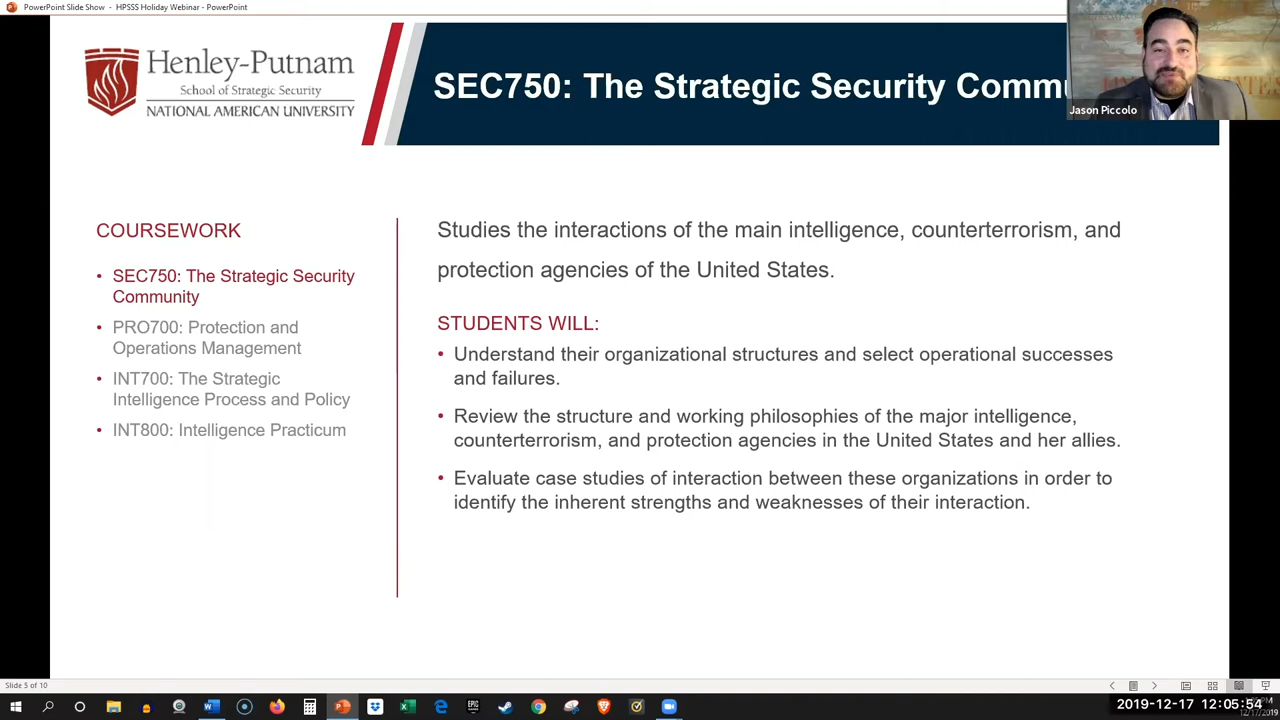 PowerPoint Slide Show - HPSSS Holiday Webinar - PowerPoint
Henley-Putnam
School of Strategic Security
NATIONAL AMERICAN UNIVERSITY
SEC750: The Strategic Security Commu
Jason Piccolo
COURSEWORK
• SEC750: The Strategic Security
Community
• PRO700: Protection and
Operations Management
• INT700: The Strategic
Intelligence Process and Policy
• INT800: Intelligence Practicum
Studies the interactions of the main intelligence, counterterrorism, and
protection agencies of the United States.
STUDENTS WILL:
• Understand their organizational structures and select operational successes
and failures.
• Review the structure and working philosophies of the major intelligence,
counterterrorism, and protection agencies in the United States and her allies.
• Evaluate case studies of interaction between these organizations in order to
identify the inherent strengths and weaknesses of their interaction.
Slide 5 of 10
2019-12-17 12:05:54
12/17/2019